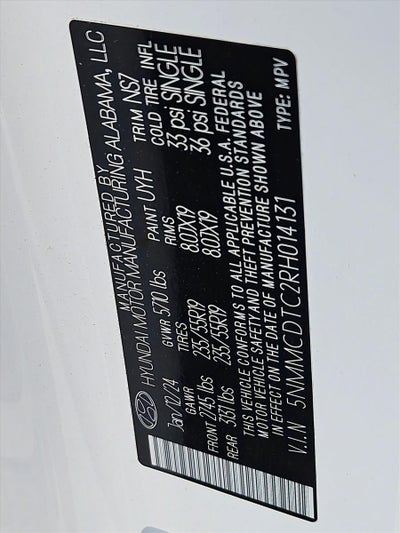 MANUFACTURED BY
HYUNDAI MOTOR MANUFACTURING ALABAMA, LLC
Jan/12/24 GVWR 5710 lbs PAINT UYH TRIM NS7
GAWR TIRES RIMS COLD TIRE INFL
FRONT 2745 lbs 235/55R19 8.0JX19 33 psi SINGLE
REAR 3131 lbs 235/55R19 8.0JX19 36 psi SINGLE
THIS VEHICLE CONFORMS TO ALL APPLICABLE U.S.A. FEDERAL
MOTOR VEHICLE SAFETY AND THEFT PREVENTION STANDARDS
IN EFFECT ON THE DATE OF MANUFACTURE SHOWN ABOVE
V.I.N 5NMMCDTC2RH014131 TYPE: MPV